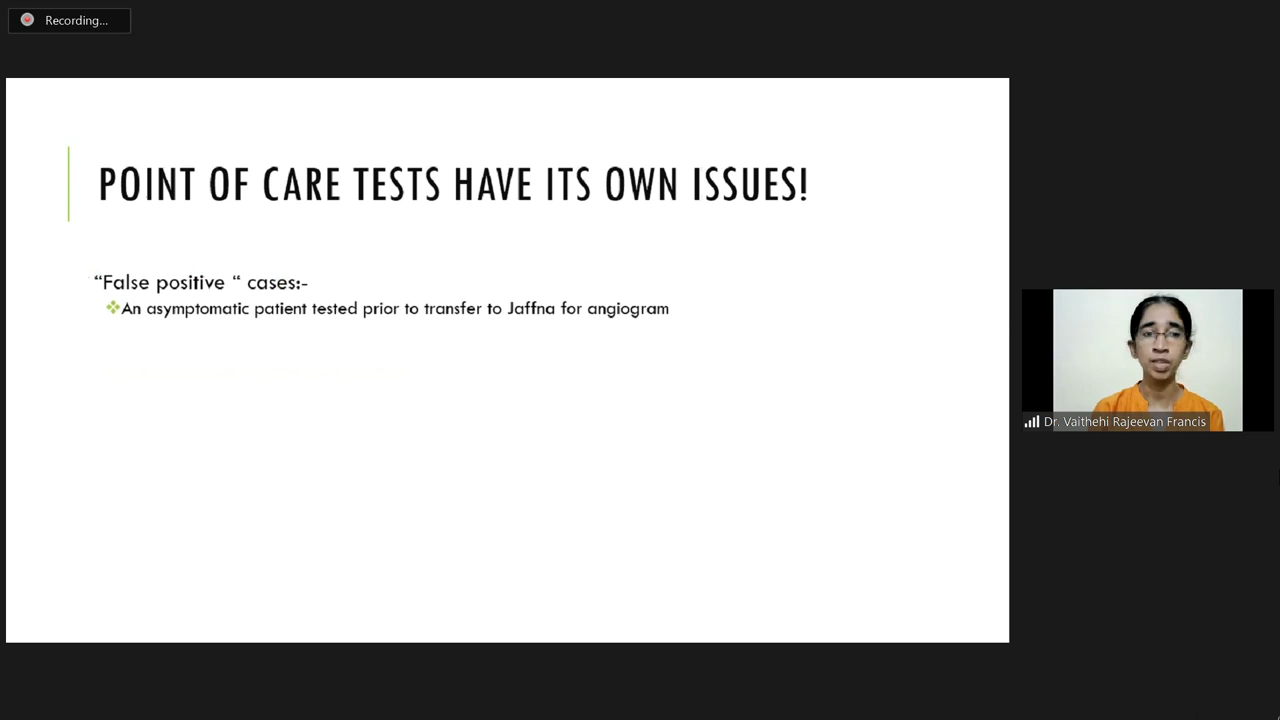 Recording...
POINT OF CARE TESTS HAVE ITS OWN ISSUES!
“False positive “ cases:-
❖An asymptomatic patient tested prior to transfer to Jaffna for angiogram
Dr. Vaithehi Rajeevan Francis